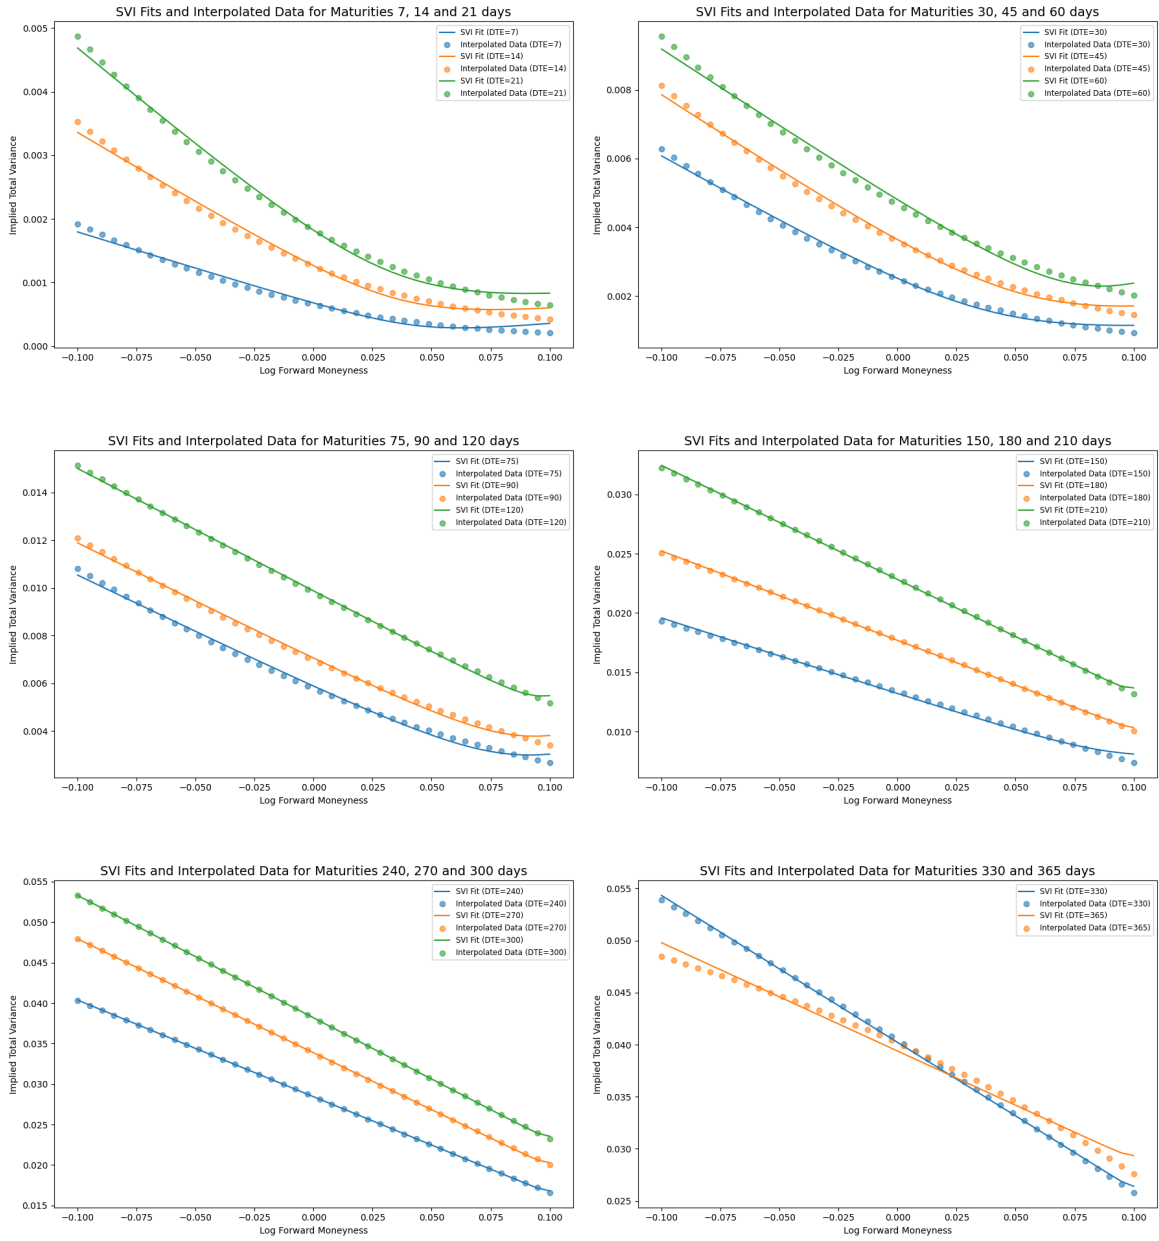 SVI Fits and Interpolated Data for Maturities 7, 14 and 21 days
Implied Total Variance
0.005
0.004
0.003
0.002
0.001
0.000
SVI Fit (DTE=7)
Interpolated Data (DTE=7)
SVI Fit (DTE=14)
Interpolated Data (DTE=14)
SVI Fit (DTE=21)
Interpolated Data (DTE=21)
−0.100 −0.075 −0.050 −0.025 0.000 0.025 0.050 0.075 0.100
Log Forward Moneyness
SVI Fits and Interpolated Data for Maturities 30, 45 and 60 days
Implied Total Variance
0.008
0.006
0.004
0.002
SVI Fit (DTE=30)
Interpolated Data (DTE=30)
SVI Fit (DTE=45)
Interpolated Data (DTE=45)
SVI Fit (DTE=60)
Interpolated Data (DTE=60)
−0.100 −0.075 −0.050 −0.025 0.000 0.025 0.050 0.075 0.100
Log Forward Moneyness
SVI Fits and Interpolated Data for Maturities 75, 90 and 120 days
Implied Total Variance
0.014
0.012
0.010
0.008
0.006
0.004
SVI Fit (DTE=75)
Interpolated Data (DTE=75)
SVI Fit (DTE=90)
Interpolated Data (DTE=90)
SVI Fit (DTE=120)
Interpolated Data (DTE=120)
−0.100 −0.075 −0.050 −0.025 0.000 0.025 0.050 0.075 0.100
Log Forward Moneyness
SVI Fits and Interpolated Data for Maturities 150, 180 and 210 days
Implied Total Variance
0.030
0.025
0.020
0.015
0.010
SVI Fit (DTE=150)
Interpolated Data (DTE=150)
SVI Fit (DTE=180)
Interpolated Data (DTE=180)
SVI Fit (DTE=210)
Interpolated Data (DTE=210)
−0.100 −0.075 −0.050 −0.025 0.000 0.025 0.050 0.075 0.100
Log Forward Moneyness
SVI Fits and Interpolated Data for Maturities 240, 270 and 300 days
Implied Total Variance
0.055
0.050
0.045
0.040
0.035
0.030
0.025
0.020
0.015
SVI Fit (DTE=240)
Interpolated Data (DTE=240)
SVI Fit (DTE=270)
Interpolated Data (DTE=270)
SVI Fit (DTE=300)
Interpolated Data (DTE=300)
−0.100 −0.075 −0.050 −0.025 0.000 0.025 0.050 0.075 0.100
Log Forward Moneyness
SVI Fits and Interpolated Data for Maturities 330 and 365 days
Implied Total Variance
0.055
0.050
0.045
0.040
0.035
0.030
0.025
SVI Fit (DTE=330)
Interpolated Data (DTE=330)
SVI Fit (DTE=365)
Interpolated Data (DTE=365)
−0.100 −0.075 −0.050 −0.025 0.000 0.025 0.050 0.075 0.100
Log Forward Moneyness